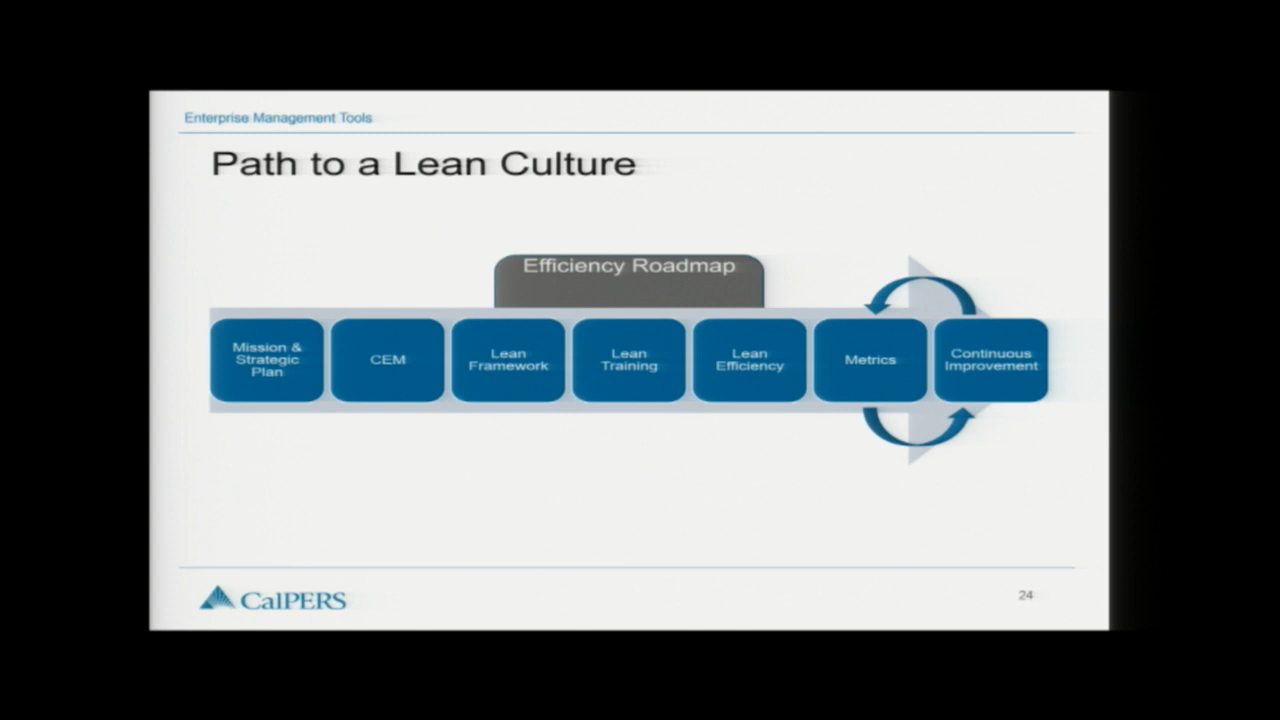 Enterprise Management Tools
Path to a Lean Culture
Efficiency Roadmap
Mission &
Strategic
Plan
CEM
Lean
Framework
Lean
Training
Lean
Efficiency
Metrics
Continuous
Improvement
CalPERS
24